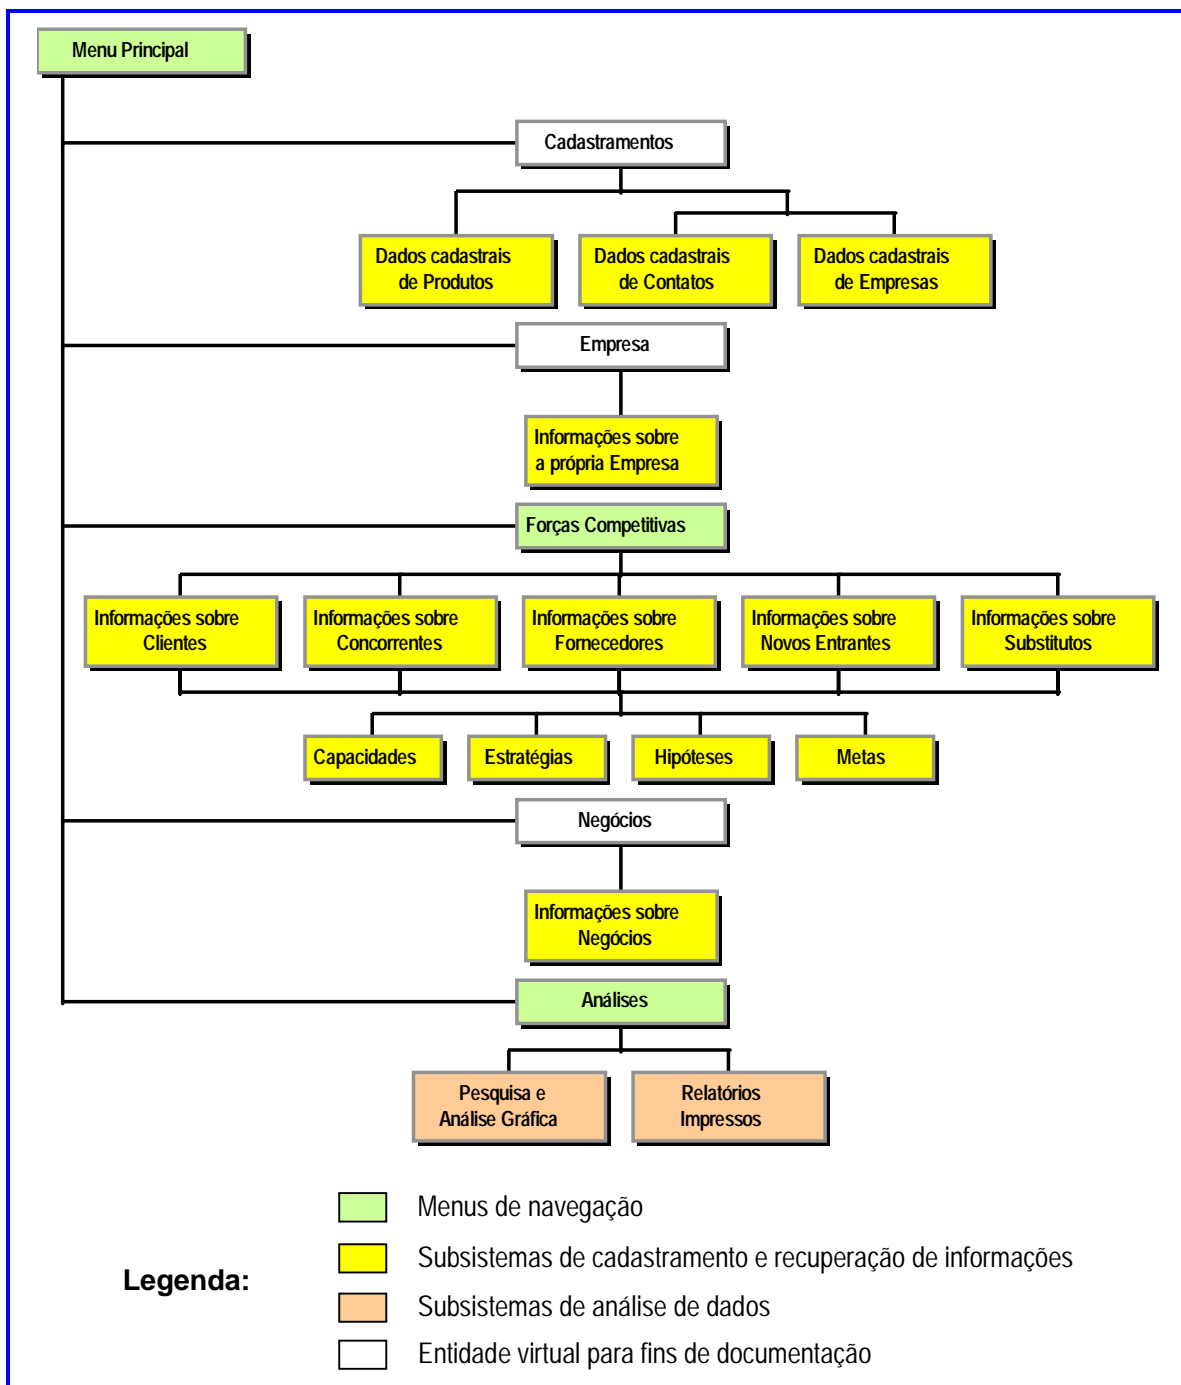 Menu Principal
Cadastramentos
Dados cadastrais
de Produtos
Dados cadastrais
de Contatos
Dados cadastrais
de Empresas
Empresa
Informações sobre
a própria Empresa
Forças Competitivas
Informações sobre
Clientes
Informações sobre
Concorrentes
Informações sobre
Fornecedores
Informações sobre
Novos Entrantes
Informações sobre
Substitutos
Capacidades
Estratégias
Hipóteses
Metas
Negócios
Informações sobre
Negócios
Análises
Pesquisa e
Análise Gráfica
Relatórios
Impressos
Legenda:
Menus de navegação
Subsistemas de cadastramento e recuperação de informações
Subsistemas de análise de dados
Entidade virtual para fins de documentação